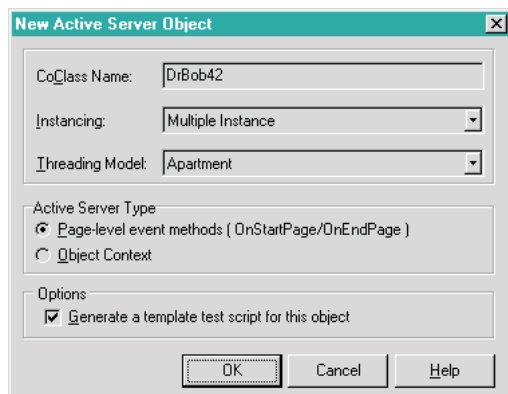 New Active Server Object
CoClass Name: DrBob42
Instancing: Multiple Instance
Threading Model: Apartment
Active Server Type
Page-level event methods ( OnStartPage/OnEndPage )
Object Context
Options
Generate a template test script for this object
OK Cancel Help